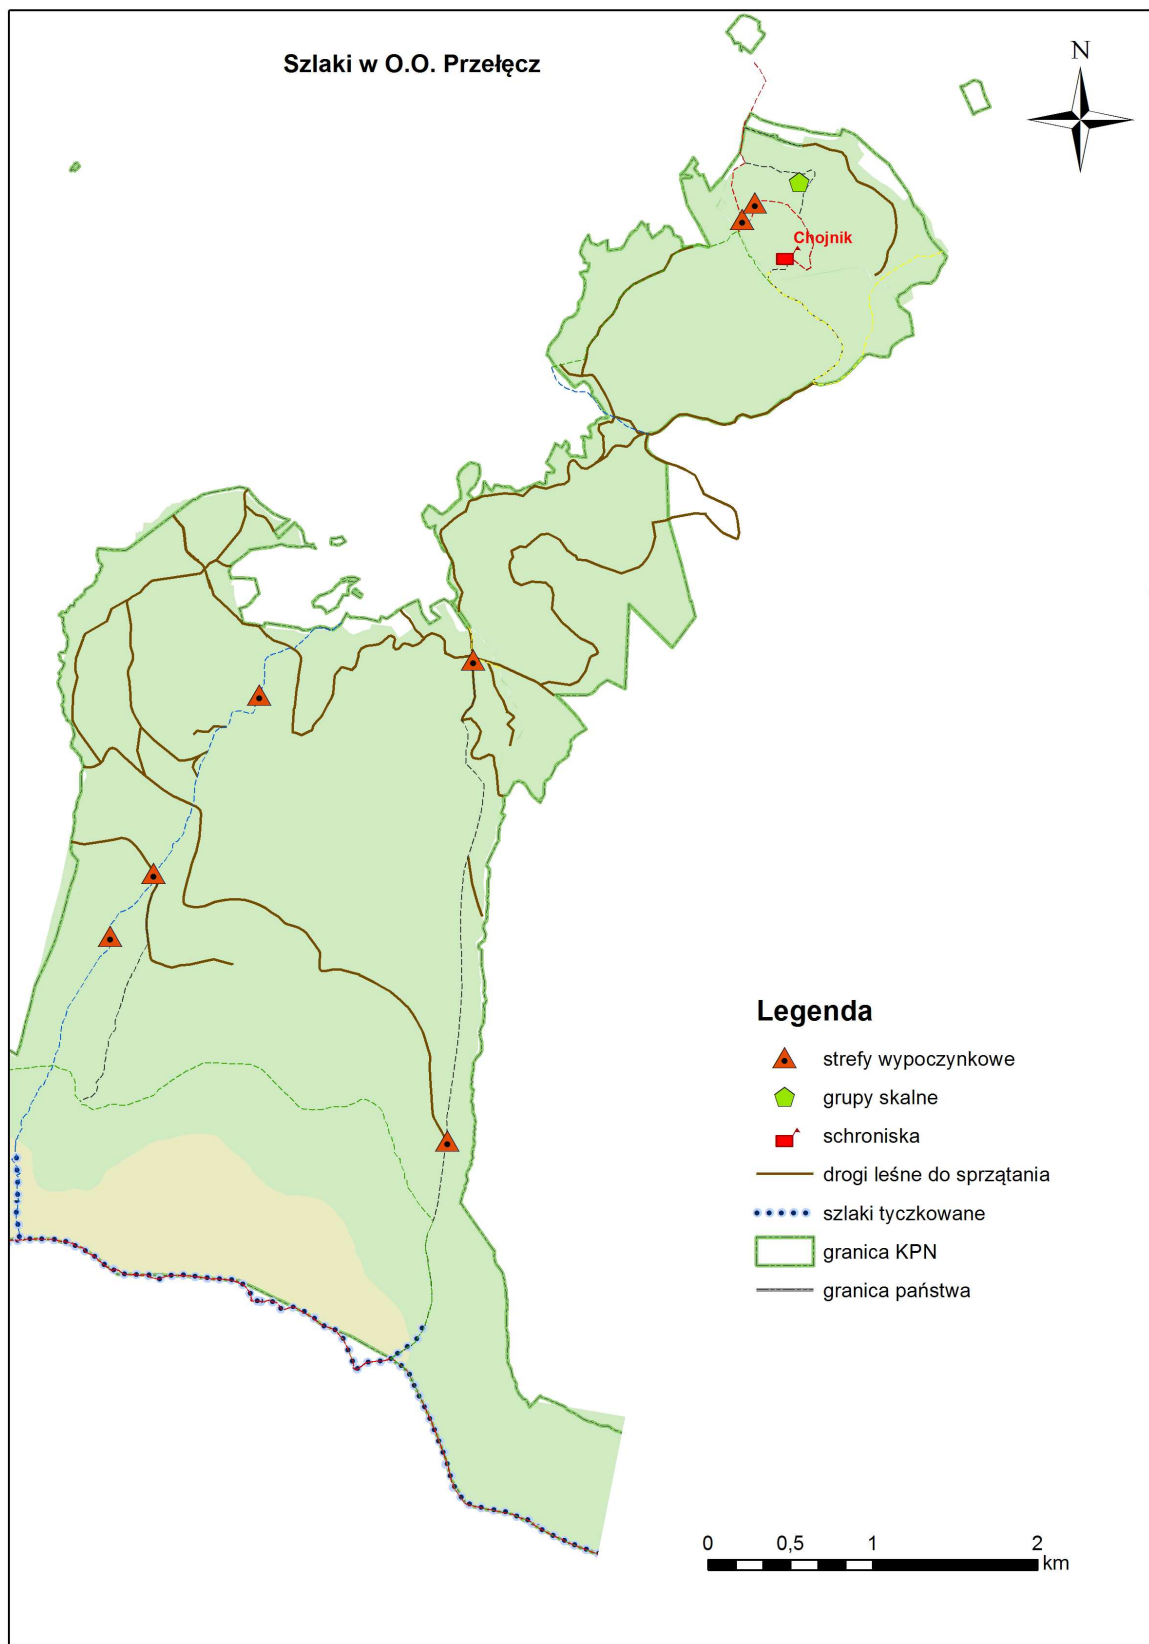 Szlaki w O.O. Przełęcz
N
Chojnik
Legenda
strefy wypoczynkowe
grupy skalne
schroniska
drogi leśne do sprzątania
szlaki tyczkowane
granica KPN
granica państwa
0 0,5 1 2
km